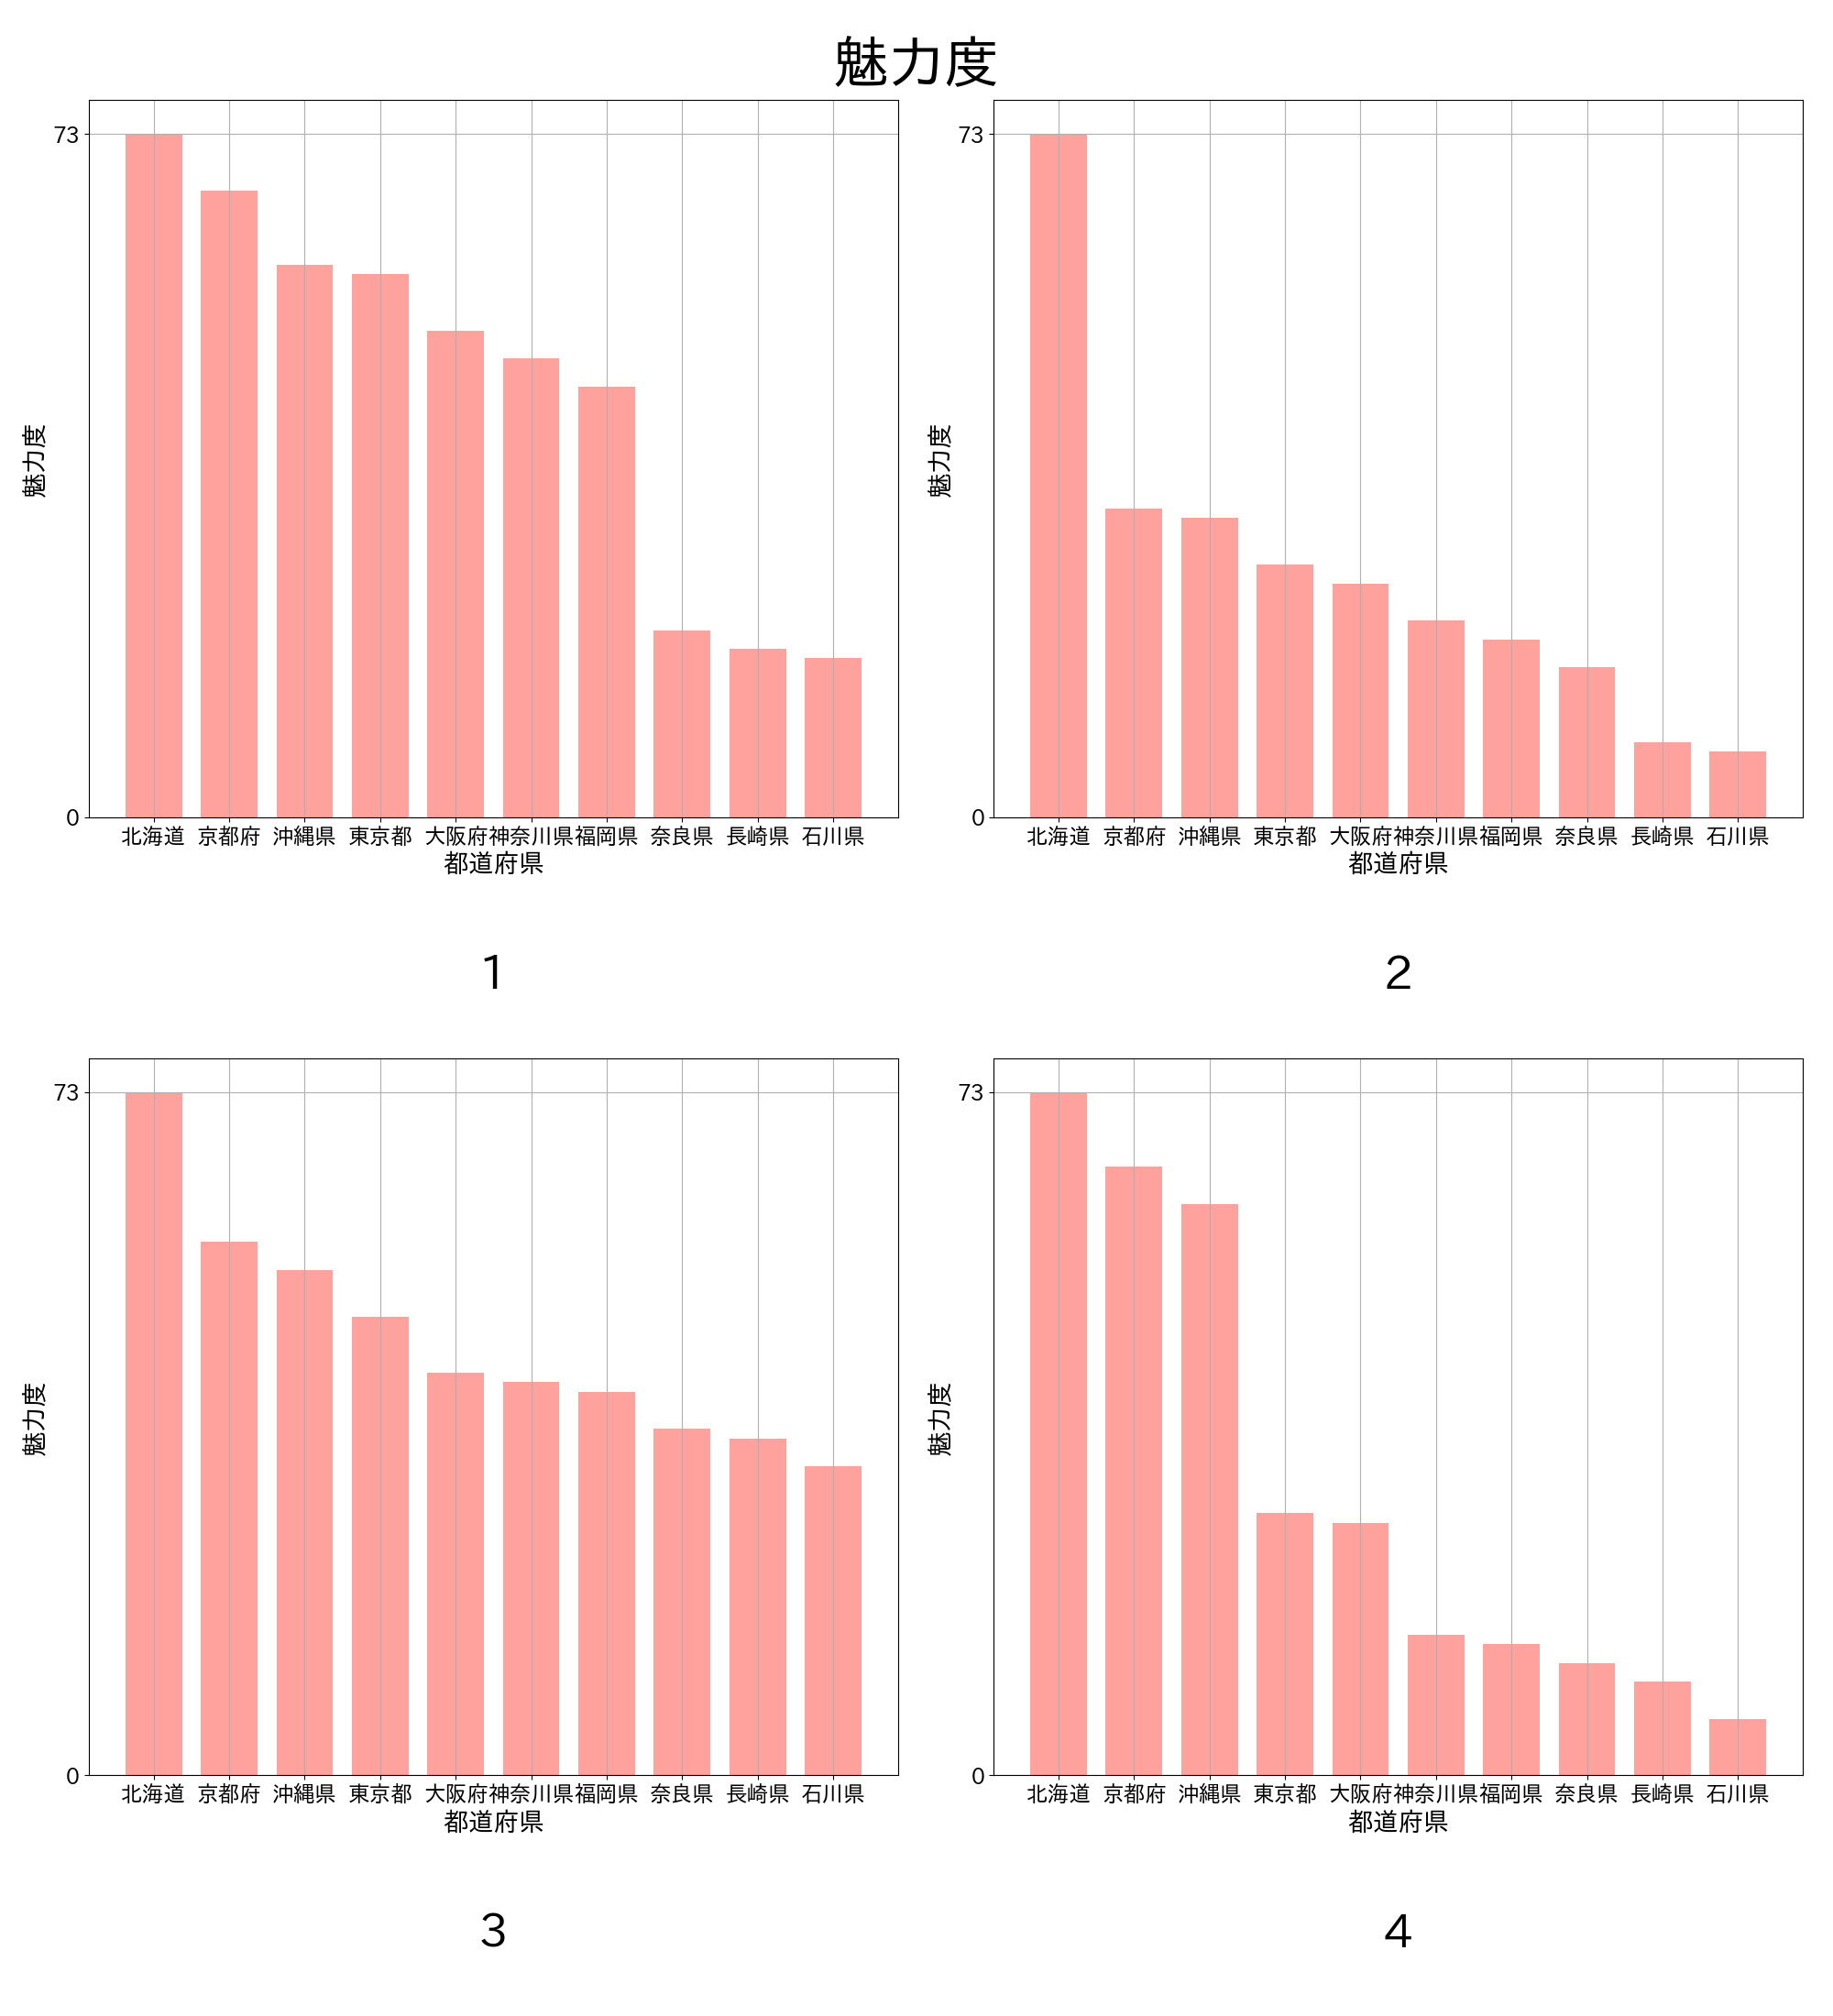 魅力度
73
0
魅力度
北海道 京都府 沖縄県 東京都 大阪府 神奈川県 福岡県 奈良県 長崎県 石川県
都道府県
1
73
0
魅力度
北海道 京都府 沖縄県 東京都 大阪府 神奈川県 福岡県 奈良県 長崎県 石川県
都道府県
2
73
0
魅力度
北海道 京都府 沖縄県 東京都 大阪府 神奈川県 福岡県 奈良県 長崎県 石川県
都道府県
3
73
0
魅力度
北海道 京都府 沖縄県 東京都 大阪府 神奈川県 福岡県 奈良県 長崎県 石川県
都道府県
4